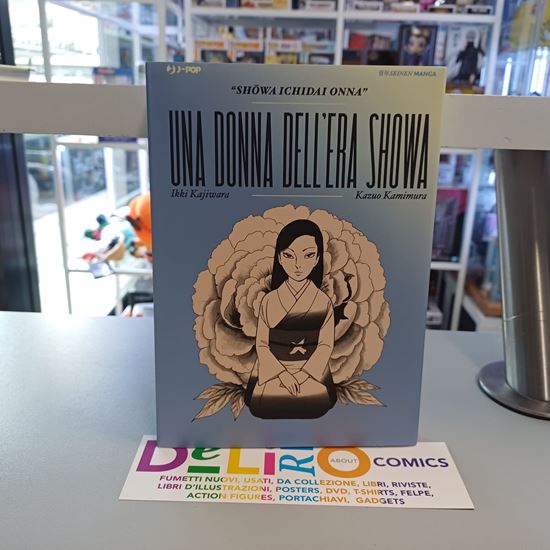 J-POP
SEINEN MANGA
"SHŌWA ICHIDAI ONNA"
UNA DONNA DELL'ERA SHOWA
Ikki Kajiwara
Kazuo Kamimura
DeLiRiO
ABOUT
COMICS
FUMETTI NUOVI, USATI, DA COLLEZIONE, LIBRI, RIVISTE,
LIBRI D'ILLUSTRAZIONI, POSTERS, DVD, T-SHIRTS, FELPE,
ACTION FIGURES, PORTACHIAVI, GADGETS